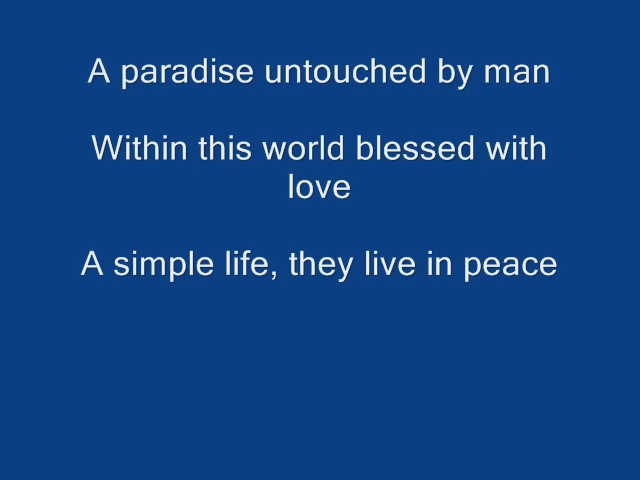 A paradise untouched by man
Within this world blessed with
love
A simple life, they live in peace